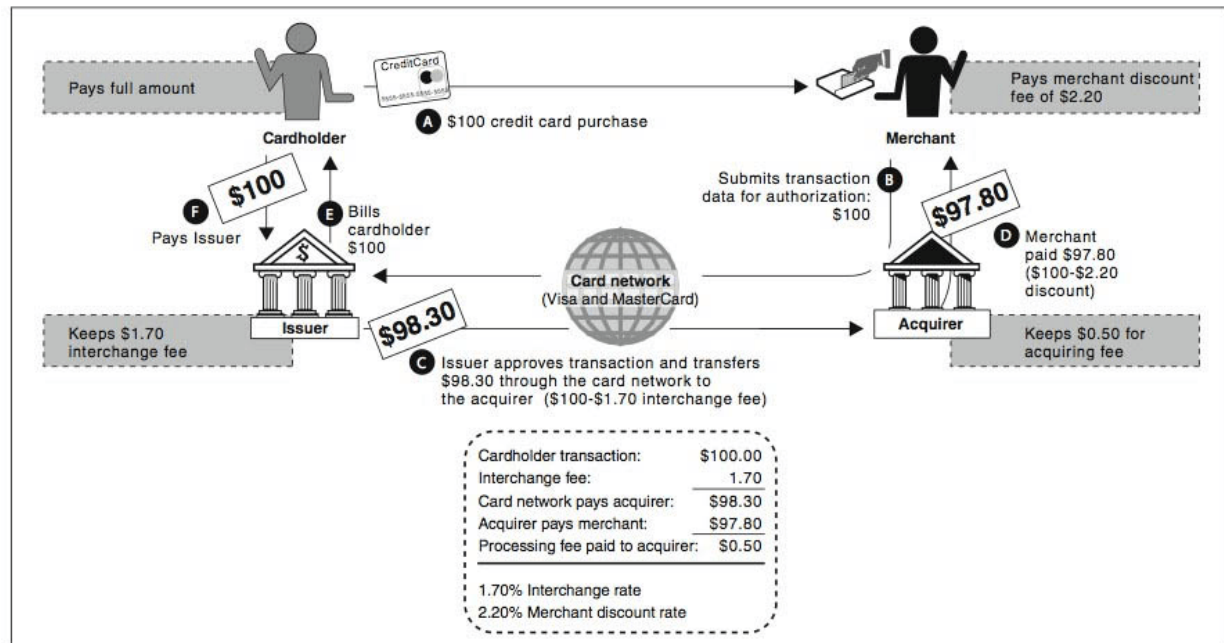 Pays full amount
CreditCard
Pays merchant discount
fee of $2.20
A $100 credit card purchase
Cardholder
Merchant
$100
F
Pays Issuer
E Bills
cardholder
$100
Submits transaction
data for authorization:
$100
B
$97.80
D Merchant
paid $97.80
($100-$2.20
discount)
$
Card network
(Visa and MasterCard)
Issuer
Acquirer
Keeps $1.70
interchange fee
$98.30
Keeps $0.50 for
acquiring fee
C Issuer approves transaction and transfers
$98.30 through the card network to
the acquirer ($100-$1.70 interchange fee)
Cardholder transaction: $100.00
Interchange fee: 1.70
Card network pays acquirer: $98.30
Acquirer pays merchant: $97.80
Processing fee paid to acquirer: $0.50
1.70% Interchange rate
2.20% Merchant discount rate